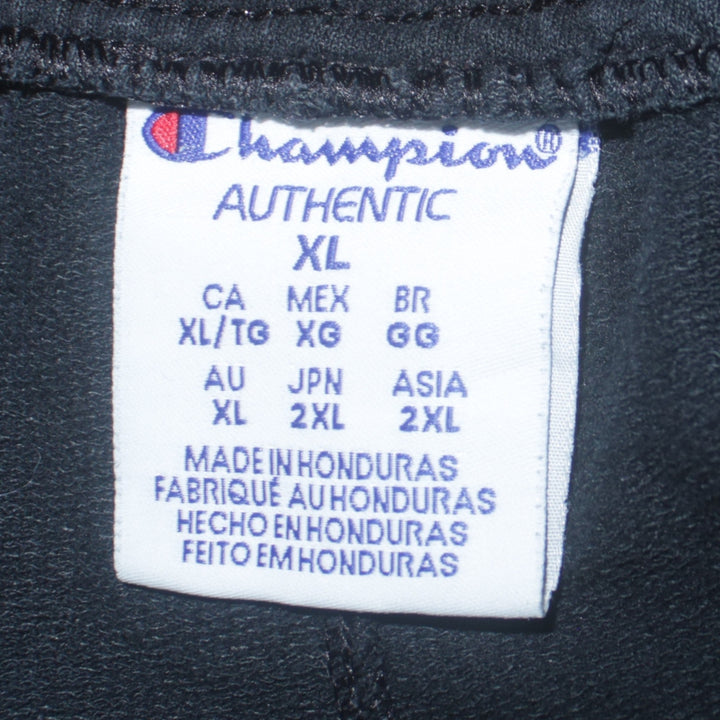 Champion®
AUTHENTIC
XL
CA MEX BR
XL/TG XG GG
AU JPN ASIA
XL 2XL 2XL
MADE IN HONDURAS
FABRIQUÉ AU HONDURAS
HECHO EN HONDURAS
FEITO EM HONDURAS